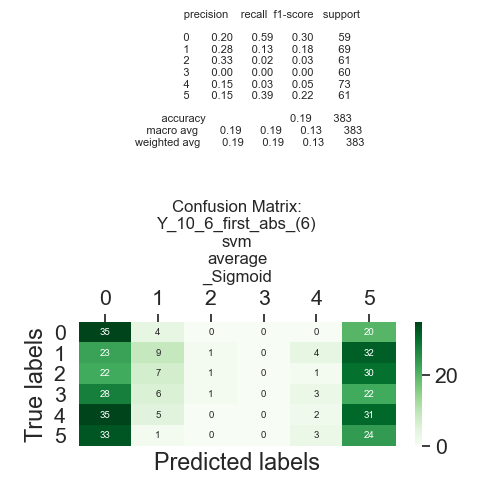 precision recall f1-score support
0 0.20 0.59 0.30 59
1 0.28 0.13 0.18 69
2 0.33 0.02 0.03 61
3 0.00 0.00 0.00 60
4 0.15 0.03 0.05 73
5 0.15 0.39 0.22 61
accuracy 0.19 383
macro avg 0.19 0.19 0.13 383
weighted avg 0.19 0.19 0.13 383
Confusion Matrix:
Y_10_6_first_abs_(6)
svm
average
_Sigmoid
0 1 2 3 4 5
True labels
0 35 4 0 0 0 20
1 23 9 1 0 4 32
2 22 7 1 0 1 30
3 28 6 1 0 3 22
4 35 5 0 0 2 31
5 33 1 0 0 3 24
20
0
Predicted labels